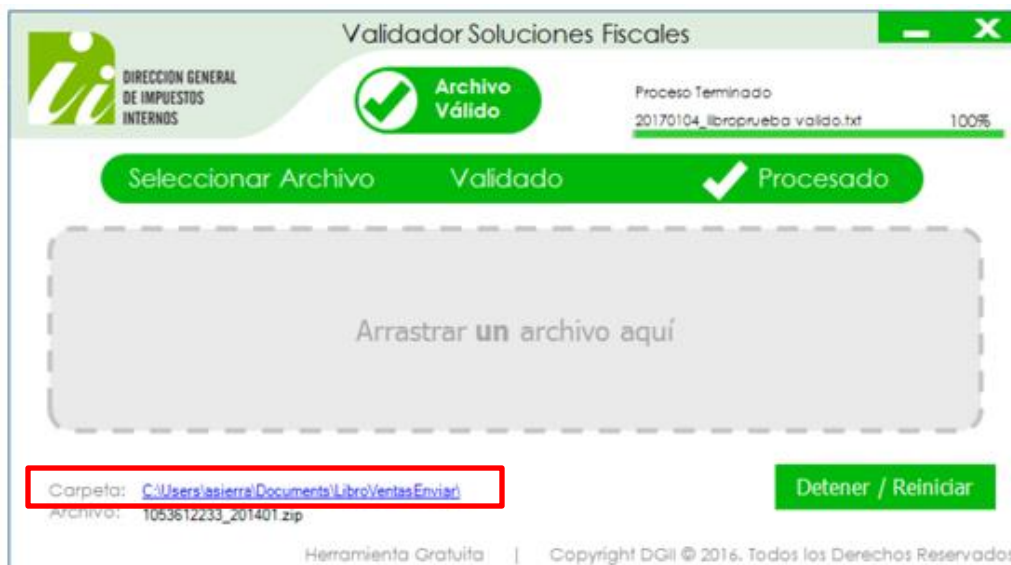 Validador Soluciones Fiscales
DIRECCION GENERAL
DE IMPUESTOS
INTERNOS
Archivo
Válido
Proceso Terminado
20170104_libroprueba valido.txt 100%
Seleccionar Archivo Validado Procesado
Arrastrar un archivo aquí
Carpeta: C:\Users\asierra\Documents\LibroVentasEnviar\
Archivo: 1053612233_201401.zip
Detener / Reiniciar
Herramienta Gratuita | Copyright DGII © 2016. Todos los Derechos Reservados